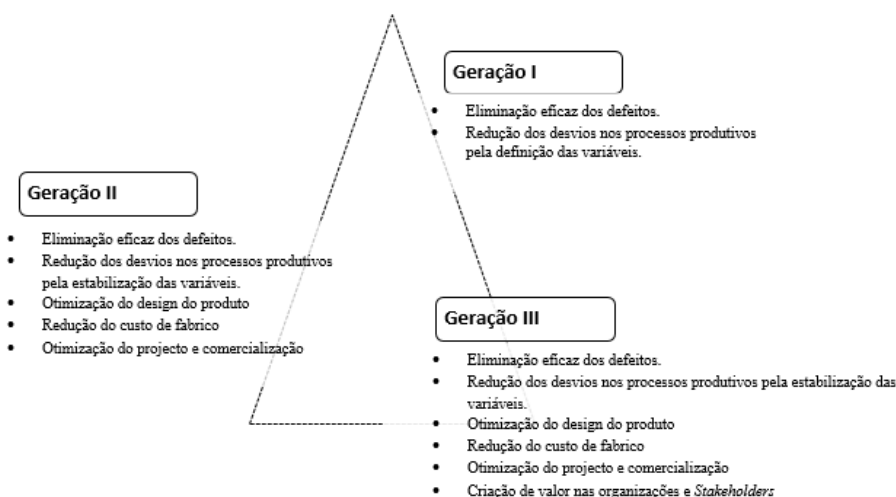 Geração I
• Eliminação eficaz dos defeitos.
• Redução dos desvios nos processos produtivos
pela definição das variáveis.
Geração II
• Eliminação eficaz dos defeitos.
• Redução dos desvios nos processos produtivos
pela estabilização das variáveis.
• Otimização do design do produto
• Redução do custo de fabrico
• Otimização do projecto e comercialização
Geração III
• Eliminação eficaz dos defeitos.
• Redução dos desvios nos processos produtivos pela estabilização das
variáveis.
• Otimização do design do produto
• Redução do custo de fabrico
• Otimização do projecto e comercialização
• Criação de valor nas organizações e Stakeholders